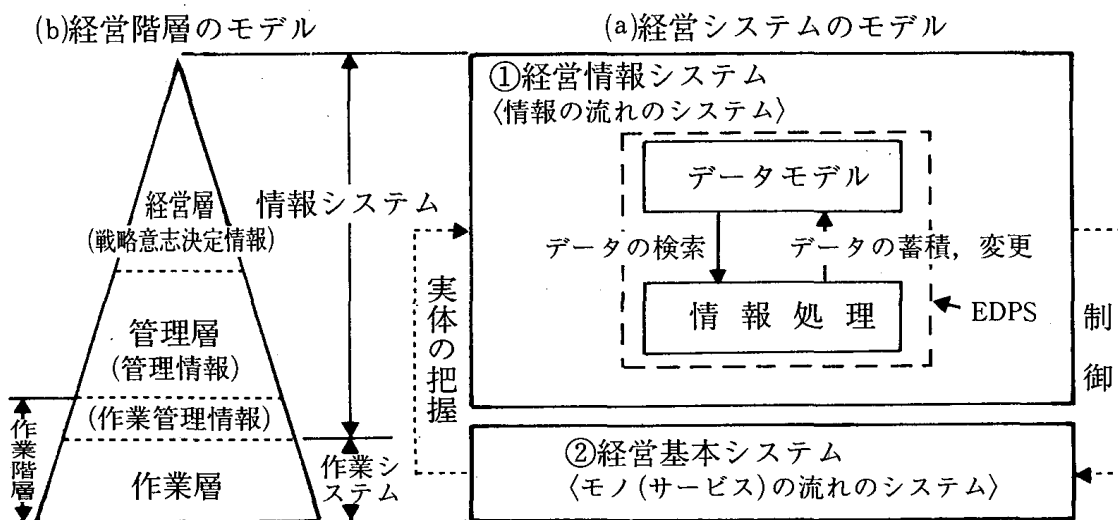 (b)経営階層のモデル
(a)経営システムのモデル
経営層
(戦略意志決定情報)
管理層
(管理情報)
(作業管理情報)
作業層
作業階層
情報システム
作業シ
ステム
実体の把握
①経営情報システム
〈情報の流れのシステム〉
データモデル
データの検索
データの蓄積,変更
情報処理
EDPS
制御
②経営基本システム
〈モノ(サービス)の流れのシステム〉